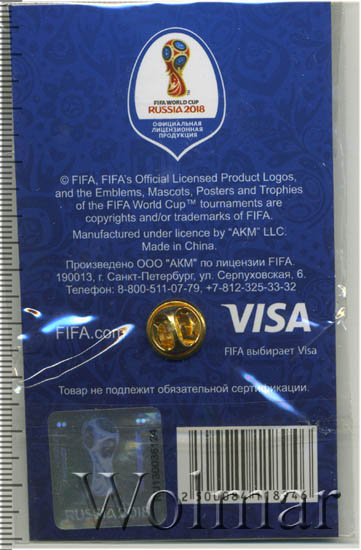 FIFA WORLD CUP
RUSSIA 2018
ОФИЦИАЛЬНАЯ
ЛИЦЕНЗИОННАЯ
ПРОДУКЦИЯ
© FIFA, FIFA's Official Licensed Product Logos,
and the Emblems, Mascots, Posters and Trophies
of the FIFA World Cup™ tournaments are
copyrights and/or trademarks of FIFA.
Manufactured under licence by "AKM" LLC.
Made in China.
Произведено ООО "АКМ" по лицензии FIFA.
190013, г. Санкт-Петербург, ул. Серпуховская, 6.
Телефон: 8-800-511-07-79, +7-812-325-33-32
FIFA.com
VISA
FIFA выбирает Visa
Товар не подлежит обязательной сертификации.
RUSSIA 2018
Wolmar